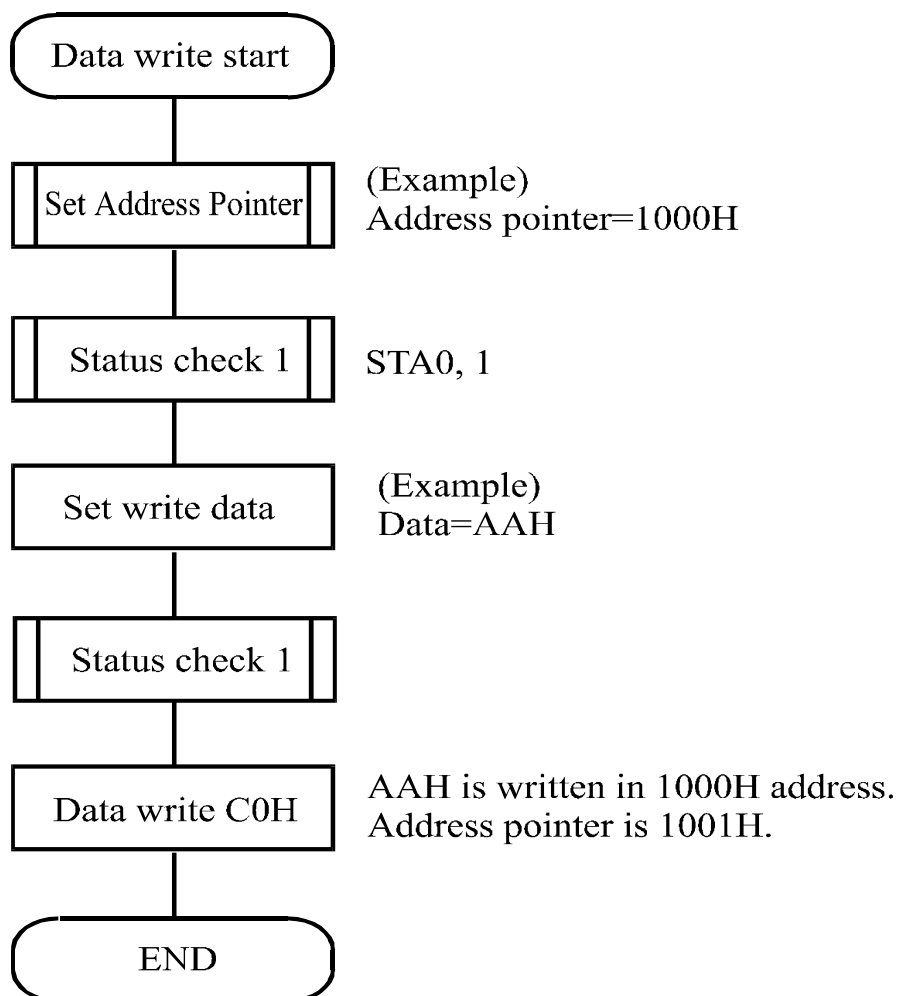 Data write start
Set Address Pointer
(Example)
Address pointer=1000H
Status check 1
STA0, 1
Set write data
(Example)
Data=AAH
Status check 1
Data write C0H
AAH is written in 1000H address.
Address pointer is 1001H.
END